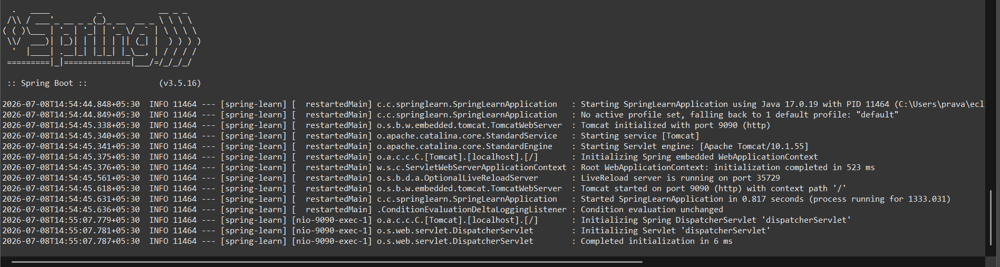 .   ____          _            __ _ _
 /\\ / ___'_ __ _ _(_)_ __  __ _ \ \ \ \
( ( )\___ | '_ | '_| | '_ \/ _` | \ \ \ \
 \\/  ___)| |_)| | | | | || (_| |  ) ) ) )
  '  |____| .__|_| |_|_| |_\__, | / / / /
 =========|_|==============|___/=/_/_/_/
 :: Spring Boot ::                (v3.5.16)
2026-07-08T14:54:44.848+05:30  INFO 11464 --- [spring-learn] [  restartedMain] c.c.springlearn.SpringLearnApplication   : Starting SpringLearnApplication using Java 17.0.19 with PID 11464 (C:\Users\prava\ecl
2026-07-08T14:54:44.849+05:30  INFO 11464 --- [spring-learn] [  restartedMain] c.c.springlearn.SpringLearnApplication   : No active profile set, falling back to 1 default profile: "default"
2026-07-08T14:54:45.338+05:30  INFO 11464 --- [spring-learn] [  restartedMain] o.s.b.w.embedded.tomcat.TomcatWebServer  : Tomcat initialized with port 9090 (http)
2026-07-08T14:54:45.340+05:30  INFO 11464 --- [spring-learn] [  restartedMain] o.apache.catalina.core.StandardService   : Starting service [Tomcat]
2026-07-08T14:54:45.341+05:30  INFO 11464 --- [spring-learn] [  restartedMain] o.apache.catalina.core.StandardEngine    : Starting Servlet engine: [Apache Tomcat/10.1.55]
2026-07-08T14:54:45.375+05:30  INFO 11464 --- [spring-learn] [  restartedMain] o.a.c.c.C.[Tomcat].[localhost].[/]       : Initializing Spring embedded WebApplicationContext
2026-07-08T14:54:45.376+05:30  INFO 11464 --- [spring-learn] [  restartedMain] w.s.c.ServletWebServerApplicationContext : Root WebApplicationContext: initialization completed in 523 ms
2026-07-08T14:54:45.561+05:30  INFO 11464 --- [spring-learn] [  restartedMain] o.s.b.d.a.OptionalLiveReloadServer       : LiveReload server is running on port 35729
2026-07-08T14:54:45.618+05:30  INFO 11464 --- [spring-learn] [  restartedMain] o.s.b.w.embedded.tomcat.TomcatWebServer  : Tomcat started on port 9090 (http) with context path '/'
2026-07-08T14:54:45.631+05:30  INFO 11464 --- [spring-learn] [  restartedMain] c.c.springlearn.SpringLearnApplication   : Started SpringLearnApplication in 0.817 seconds (process running for 1333.031)
2026-07-08T14:54:45.636+05:30  INFO 11464 --- [spring-learn] [  restartedMain] .ConditionEvaluationDeltaLoggingListener : Condition evaluation unchanged
2026-07-08T14:55:07.779+05:30  INFO 11464 --- [spring-learn] [nio-9090-exec-1] o.a.c.c.C.[Tomcat].[localhost].[/]       : Initializing Spring DispatcherServlet 'dispatcherServlet'
2026-07-08T14:55:07.781+05:30  INFO 11464 --- [spring-learn] [nio-9090-exec-1] o.s.web.servlet.DispatcherServlet        : Initializing Servlet 'dispatcherServlet'
2026-07-08T14:55:07.787+05:30  INFO 11464 --- [spring-learn] [nio-9090-exec-1] o.s.web.servlet.DispatcherServlet        : Completed initialization in 6 ms